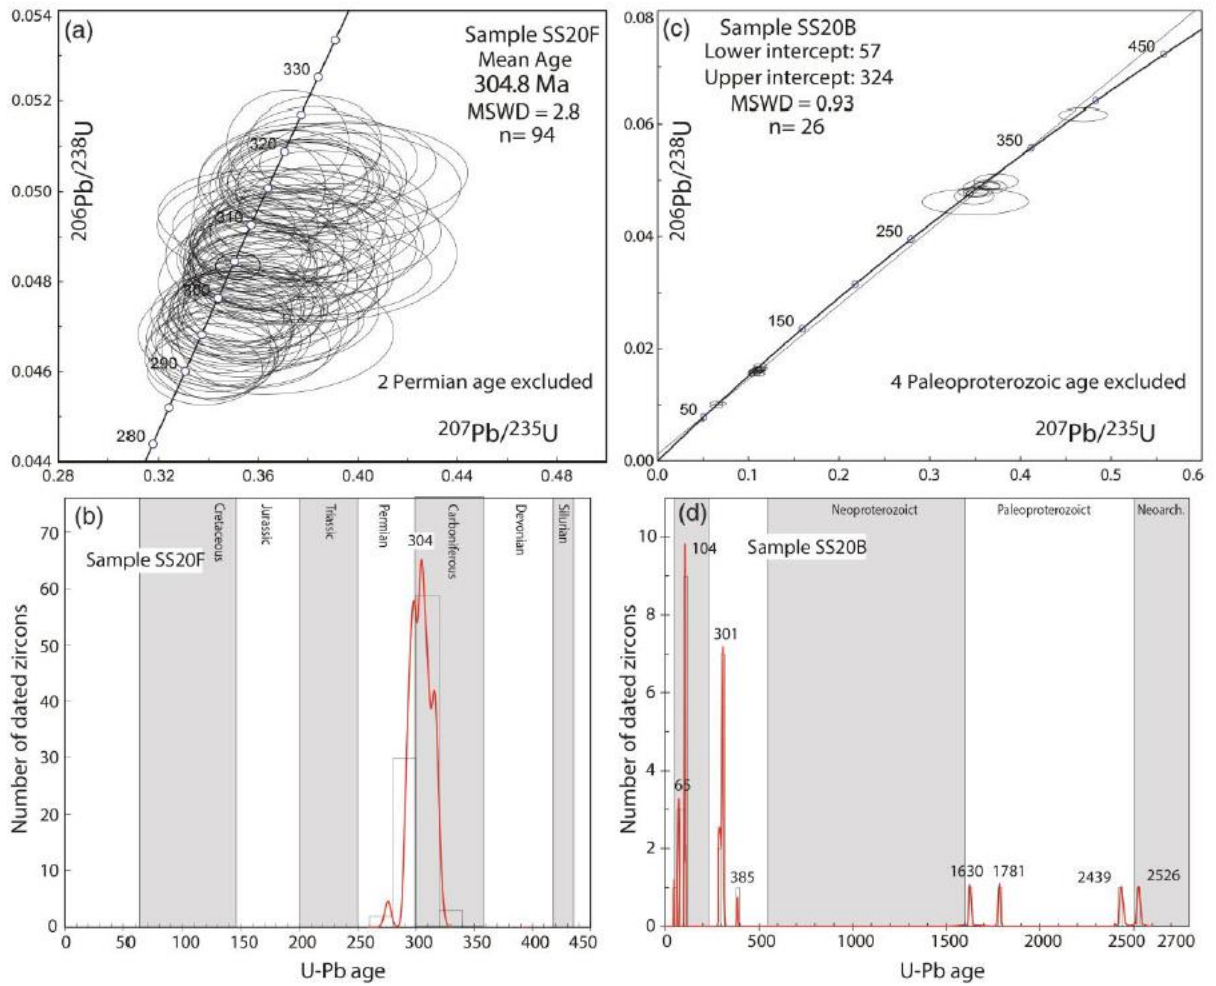 (a)
Sample SS20F
Mean Age
304.8 Ma
MSWD = 2.8
n= 94
0.054
0.052
0.050
0.048
0.046
0.044
206Pb/238U
330
320
310
300
290
280
2 Permian age excluded
207Pb/235U
0.28
0.32
0.36
0.40
0.44
0.48
(c)
Sample SS20B
Lower intercept: 57
Upper intercept: 324
MSWD = 0.93
n= 26
0.08
0.06
0.04
0.02
0.00
206Pb/238U
450
350
250
150
50
4 Paleoproterozoic age excluded
207Pb/235U
0.0
0.1
0.2
0.3
0.4
0.5
0.6
(b)
Sample SS20F
Cretaceous
Jurassic
Triassic
Permian
Carboniferous
Devonian
Silurian
304
70
60
50
40
30
20
10
0
Number of dated zircons
0
50
100
150
200
250
300
350
400
450
U-Pb age
(d)
Sample SS20B
Neoproterozoict
Paleoproterozoict
Neoarch.
104
301
65
385
1630
1781
2439
2526
10
8
6
4
2
0
Number of dated zircons
0
500
1000
1500
2000
2500
2700
U-Pb age